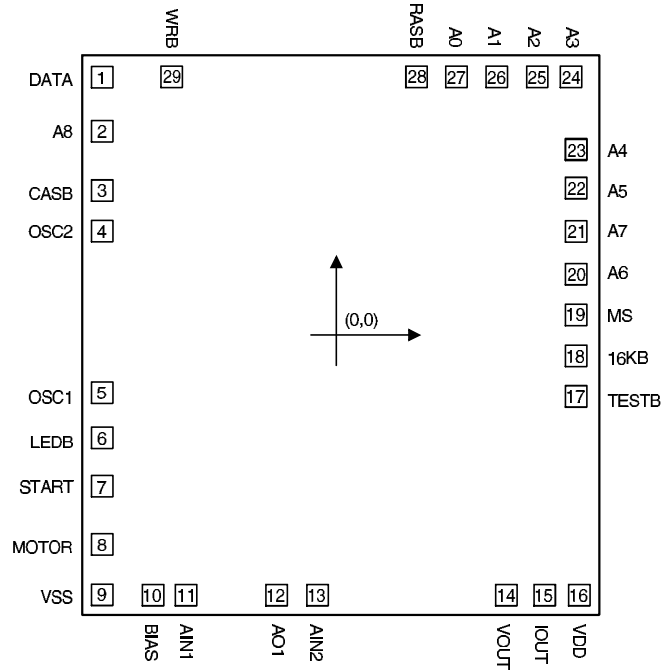 WRB
RASB
A0
A1
A2
A3
DATA 1 29 28 27 26 25 24
A8 2
23 A4
CASB 3
22 A5
OSC2 4
21 A7
20 A6
(0,0)
19 MS
18 16KB
OSC1 5
17 TESTB
LEDB 6
START 7
MOTOR 8
VSS 9 10 11 12 13 14 15 16
BIAS
AIN1
AO1
AIN2
VOUT
IOUT
VDD